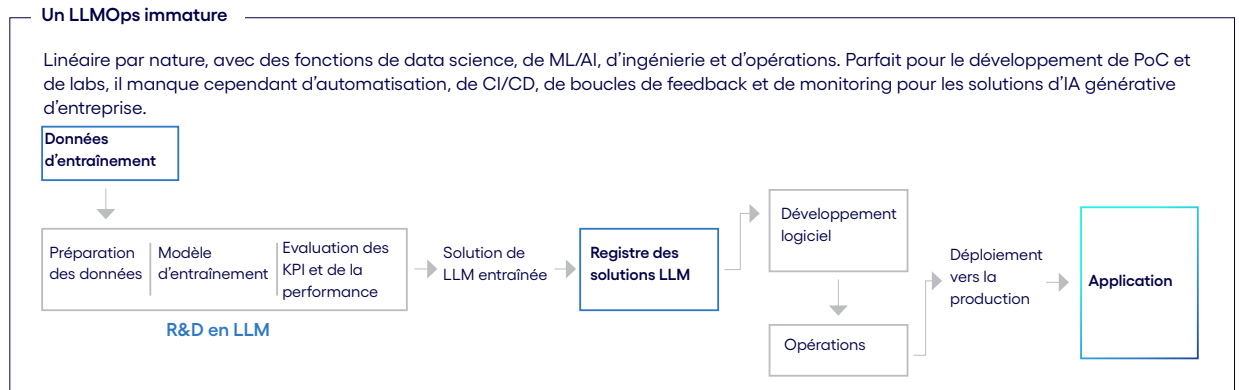 Un LLMOps immature
Linéaire par nature, avec des fonctions de data science, de ML/AI, d'ingénierie et d'opérations. Parfait pour le développement de PoC et
de labs, il manque cependant d'automatisation, de CI/CD, de boucles de feedback et de monitoring pour les solutions d'IA générative
d'entreprise.
Données
d'entraînement
Préparation
des données
Modèle
d'entraînement
Evaluation des
KPI et de la
performance
R&D en LLM
Solution de
LLM entraînée
Registre des
solutions LLM
Développement
logiciel
Opérations
Déploiement
vers la
production
Application